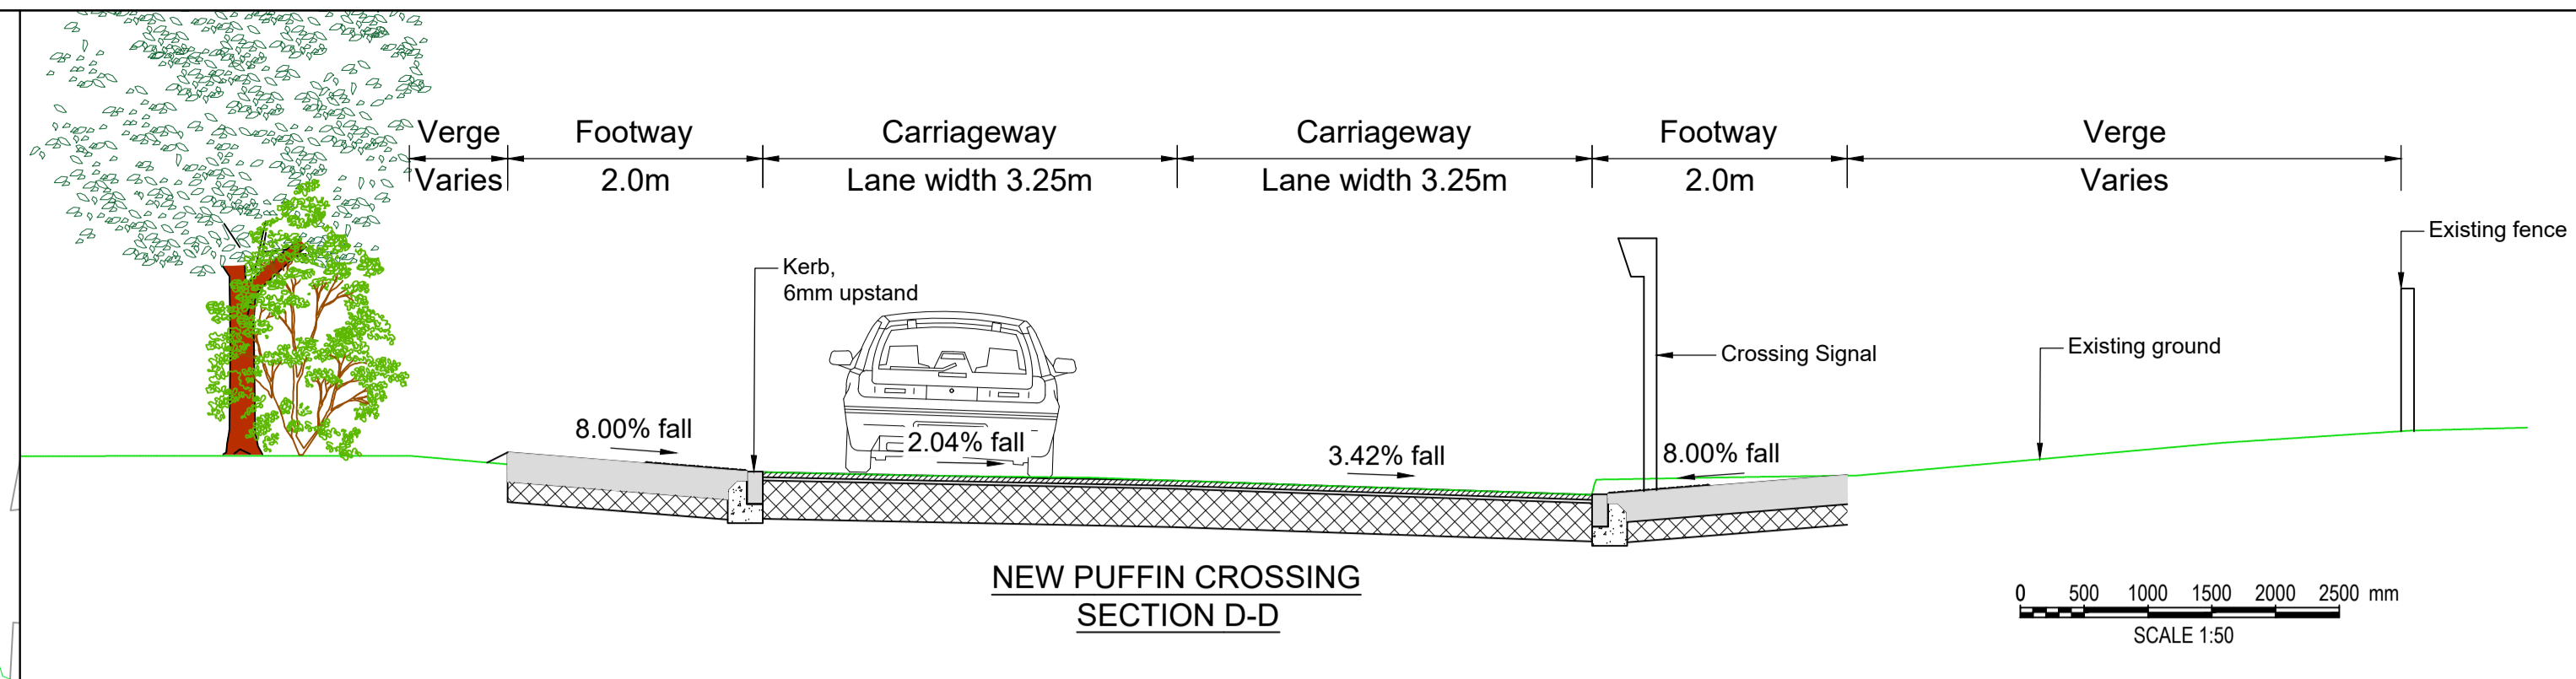 Verge Footway Carriageway Carriageway Footway Verge
Varies 2.0m Lane width 3.25m Lane width 3.25m 2.0m Varies
Existing fence
Kerb,
6mm upstand
Crossing Signal
Existing ground
8.00% fall
2.04% fall
3.42% fall
8.00% fall
NEW PUFFIN CROSSING
SECTION D-D
0 500 1000 1500 2000 2500 mm
SCALE 1:50